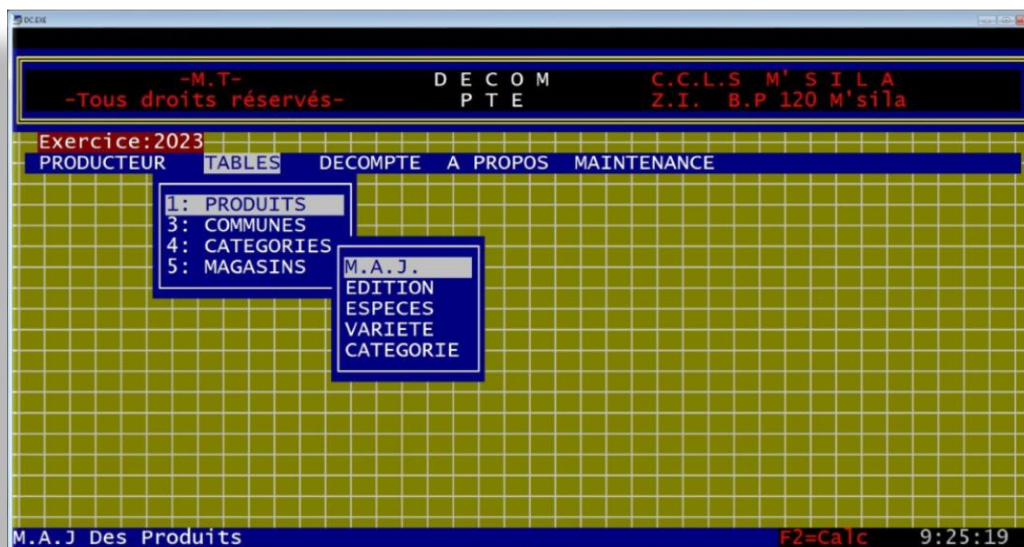 DC.EXE
-M.T- D E C O M C.C.L.S M' S I L A
-Tous droits réservés- P T E Z.I. B.P 120 M'sila
Exercice:2023
PRODUCTEUR TABLES DECOMPTE A PROPOS MAINTENANCE
1: PRODUITS
3: COMMUNES
4: CATEGORIES
5: MAGASINS
M.A.J.
EDITION
ESPECES
VARIETE
CATEGORIE
M.A.J Des Produits F2=Calc 9:25:19